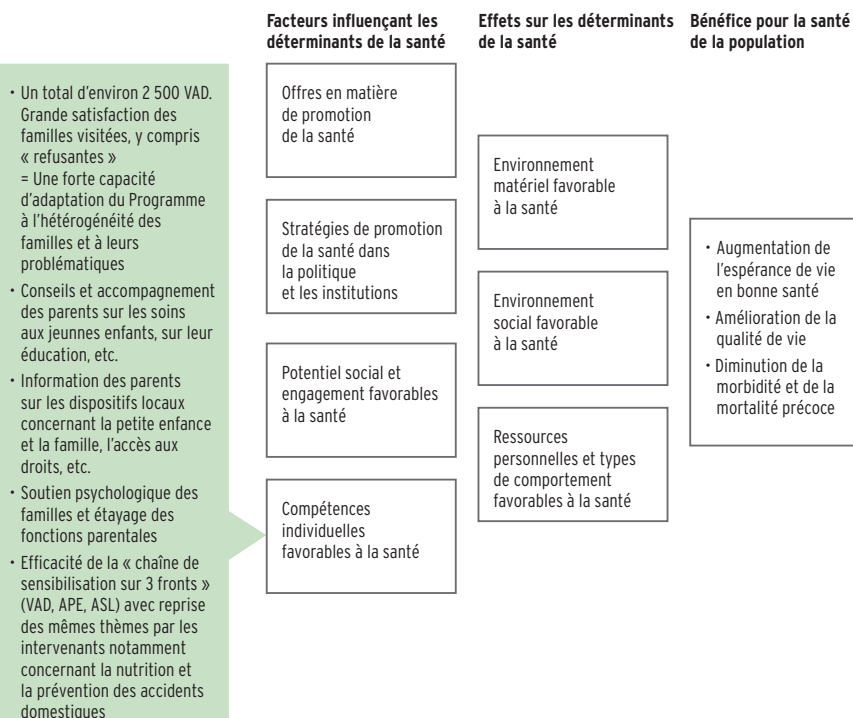 Facteurs influençant les
déterminants de la santé
Effets sur les déterminants
de la santé
Bénéfice pour la santé
de la population
• Un total d'environ 2 500 VAD.
Grande satisfaction des
familles visitées, y compris
« refusantes »
= Une forte capacité
d'adaptation du Programme
à l'hétérogénéité des
familles et à leurs
problématiques
• Conseils et accompagnement
des parents sur les soins
aux jeunnes enfants, sur leur
éducation, etc.
• Information des parents
sur les dispositifs locaux
concernant la petite enfance
et la famille, l'accès aux
droits, etc.
• Soutien psychologique des
familles et étayage des
fonctions parentales
• Efficacité de la « chaîne de
sensibilisation sur 3 fronts »
(VAD, APE, ASL) avec reprise
des mêmes thèmes par les
intervenants notamment
concernant la nutrition et
la prévention des accidents
domestiques
Offres en matière
de promotion
de la santé
Stratégies de promotion
de la santé dans
la politique
et les institutions
Potentiel social et
engagement favorables
à la santé
Compétences
individuelles
favorables à la santé
Environnement
matériel favorable
à la santé
Environnement
social favorable
à la santé
Ressources
personnelles et types
de comportement
favorables à la santé
• Augmentation de
l'espérance de vie
en bonne santé
• Amélioration de la
qualité de vie
• Diminution de la
morbidité et de la
mortalité précoce